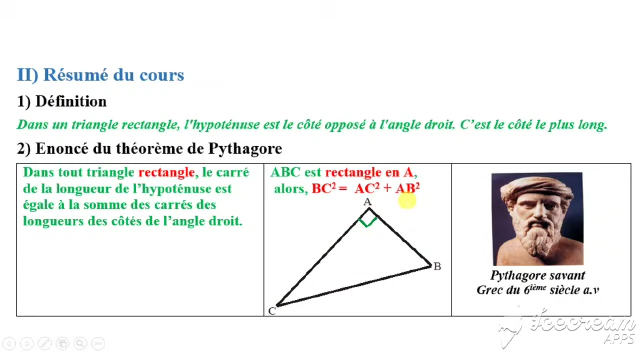 II) Résumé du cours
1) Définition
Dans un triangle rectangle, l'hypoténuse est le côté opposé à l'angle droit. C'est le côté le plus long.
2) Enoncé du théorème de Pythagore
Dans tout triangle rectangle, le carré
de la longueur de l'hypoténuse est
égale à la somme des carrés des
longueurs des côtés de l'angle droit.
ABC est rectangle en A,
alors, BC² = AC² + AB²
A
B
C
Pythagore savant
Grec du 6ième siècle a.v
Icecream
APPS